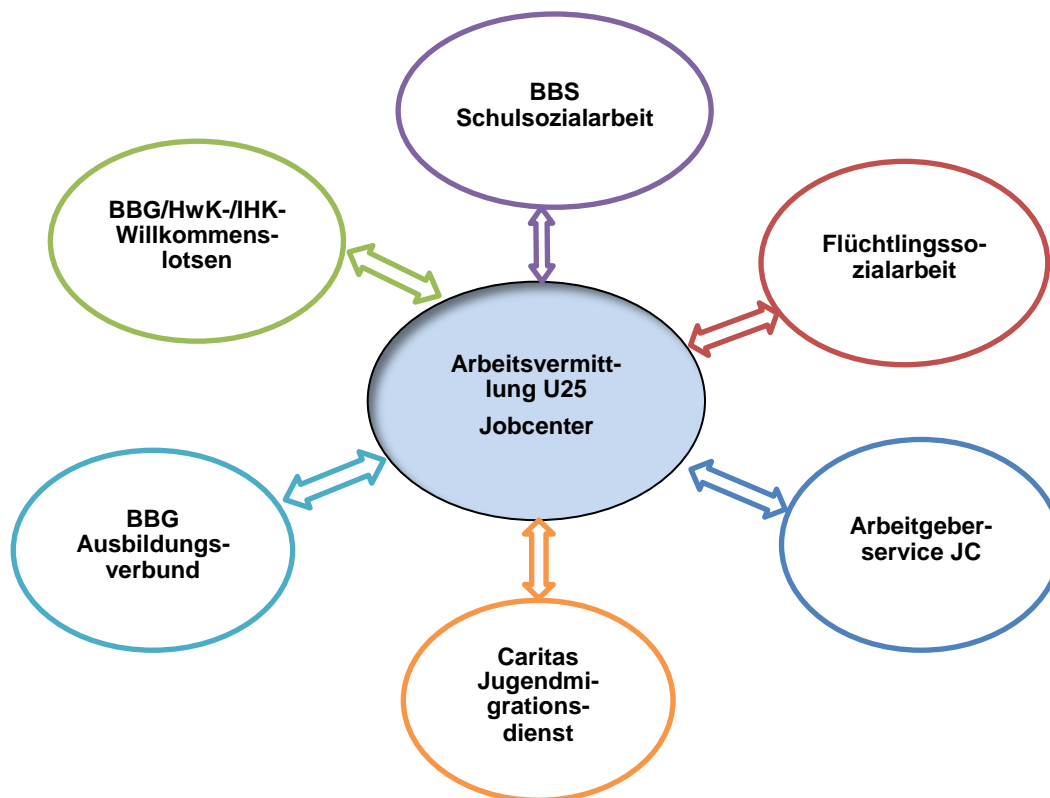 BBS
Schulsozialarbeit
BBG/HwK-/IHK-
Willkommens-
lotsen
Flüchtlingsso-
zialarbeit
Arbeitsvermitt-
lung U25
Jobcenter
BBG
Ausbildungs-
verbund
Arbeitgeber-
service JC
Caritas
Jugendmi-
grations-
dienst